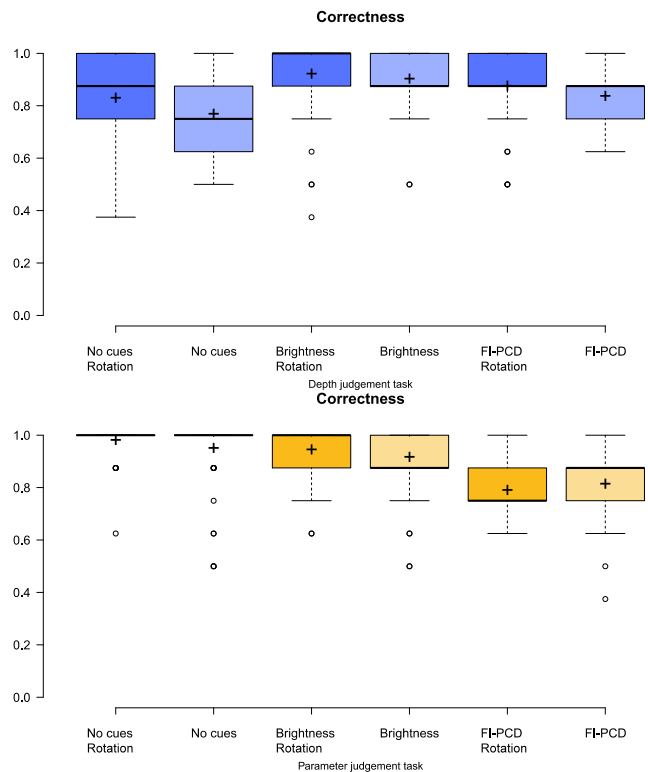 Correctness
1.0
0.8
0.6
0.4
0.2
0.0
No cues
Rotation
No cues
Brightness
Rotation
Brightness
FI-PCD
Rotation
FI-PCD
Depth judgement task
Correctness
1.0
0.8
0.6
0.4
0.2
0.0
No cues
Rotation
No cues
Brightness
Rotation
Brightness
FI-PCD
Rotation
FI-PCD
Parameter judgement task